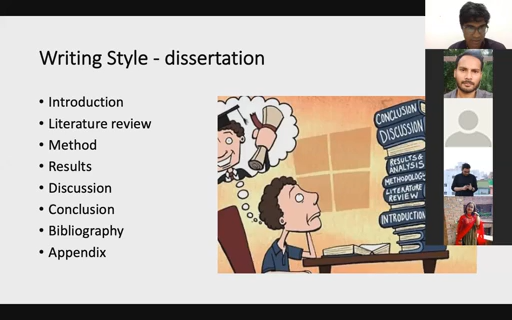 Writing Style - dissertation
• Introduction
• Literature review
• Method
• Results
• Discussion
• Conclusion
• Bibliography
• Appendix
CONCLUSION
DISCUSSION
RESULTS &
ANALYSIS
METHODOLOGY
LITERATURE
REVIEW
INTRODUCTION